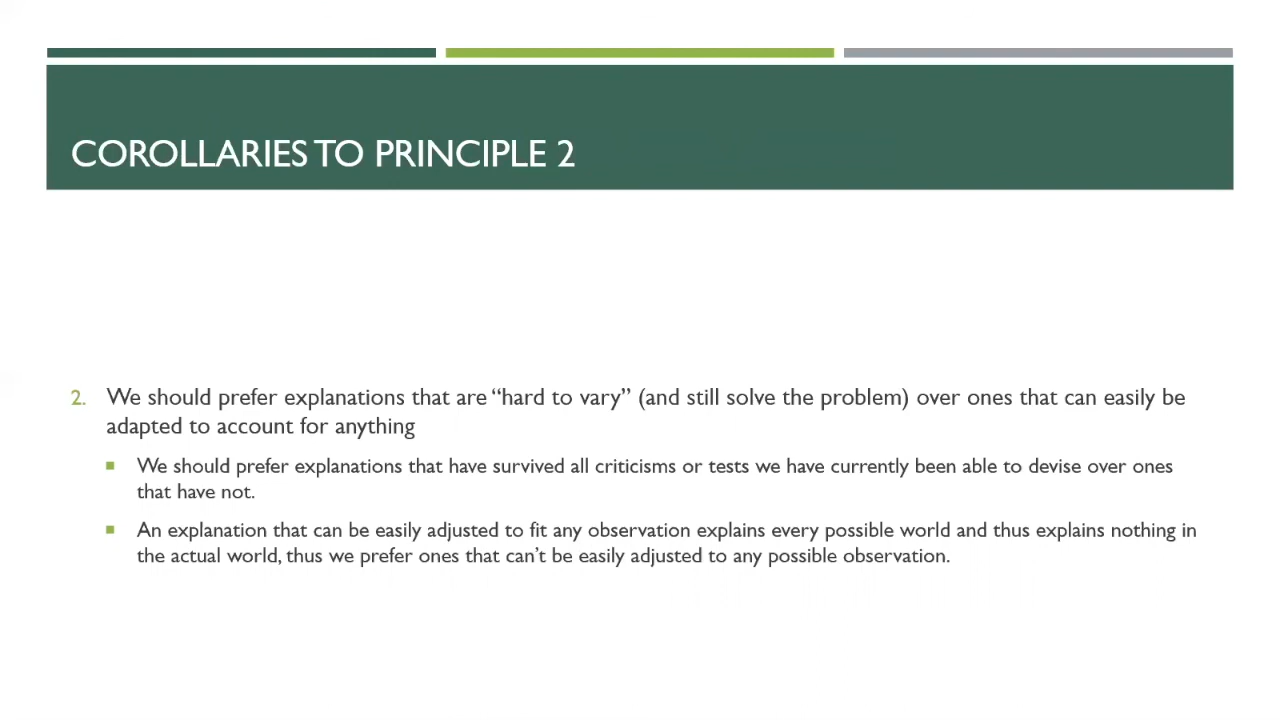 COROLLARIES TO PRINCIPLE 2
2. We should prefer explanations that are “hard to vary” (and still solve the problem) over ones that can easily be
adapted to account for anything
■ We should prefer explanations that have survived all criticisms or tests we have currently been able to devise over ones
that have not.
■ An explanation that can be easily adjusted to fit any observation explains every possible world and thus explains nothing in
the actual world, thus we prefer ones that can’t be easily adjusted to any possible observation.